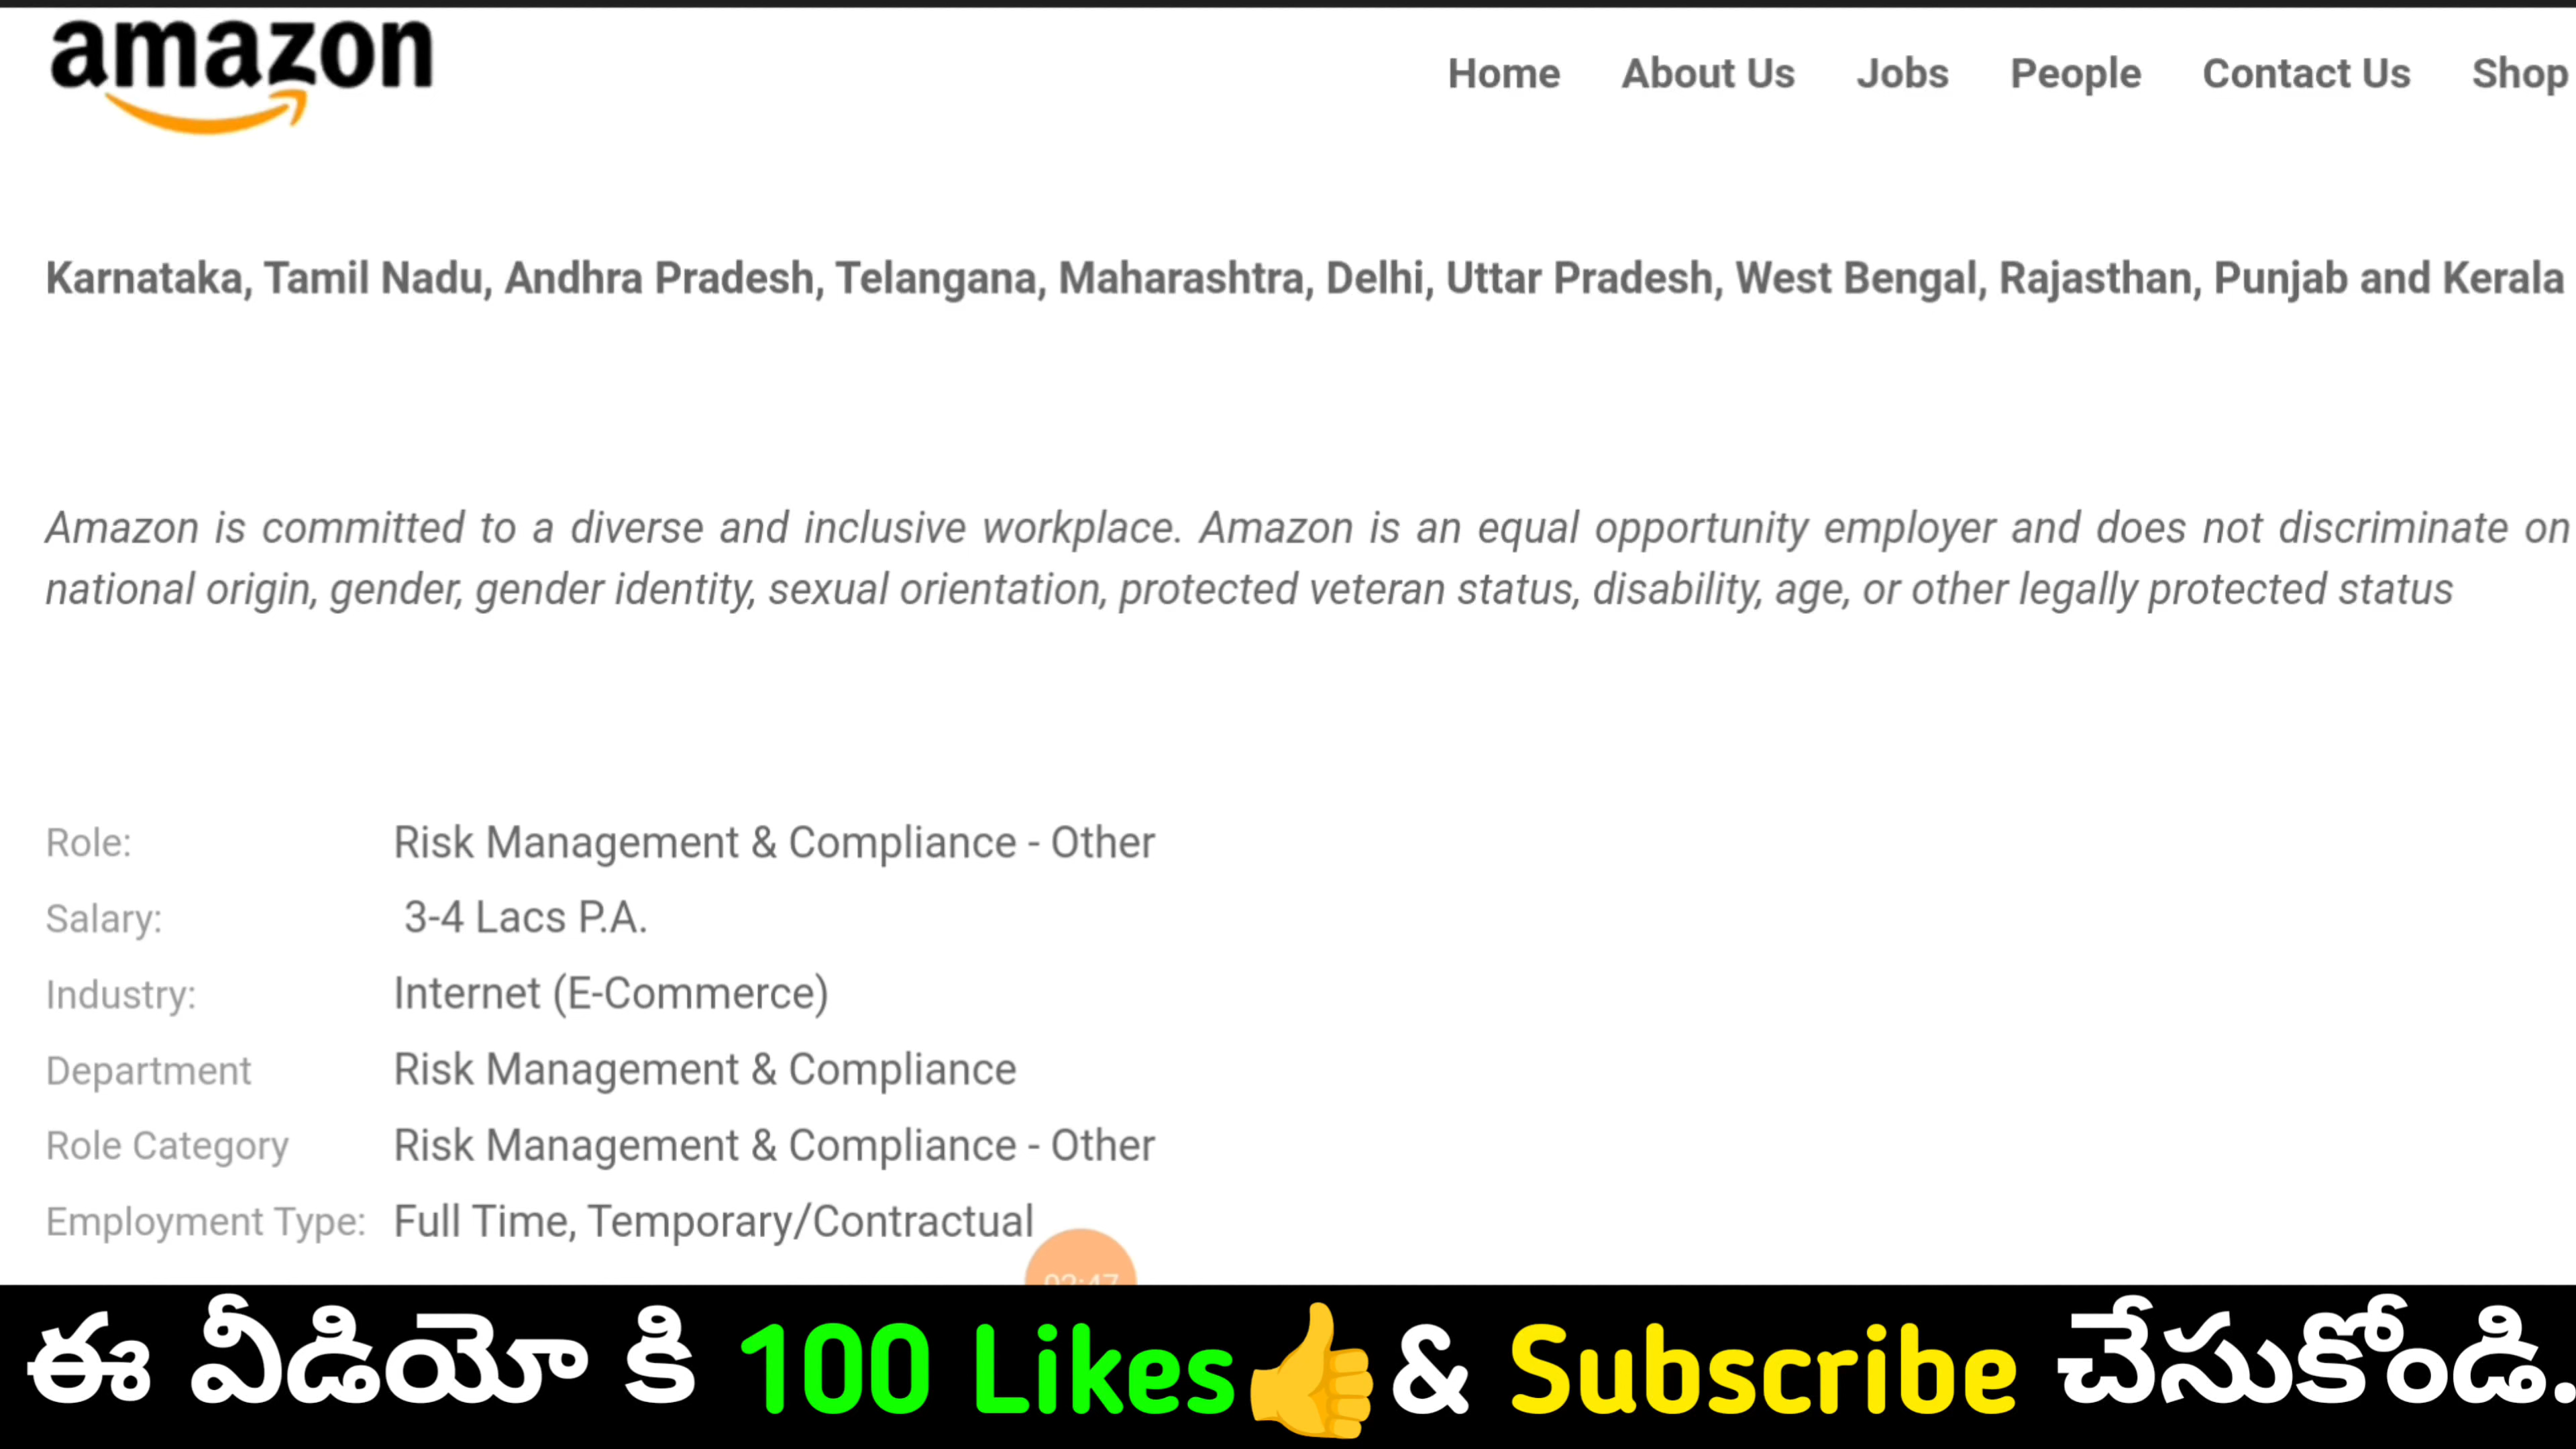 amazon
Home About Us Jobs People Contact Us Shop
Karnataka, Tamil Nadu, Andhra Pradesh, Telangana, Maharashtra, Delhi, Uttar Pradesh, West Bengal, Rajasthan, Punjab and Kerala
Amazon is committed to a diverse and inclusive workplace. Amazon is an equal opportunity employer and does not discriminate on
national origin, gender, gender identity, sexual orientation, protected veteran status, disability, age, or other legally protected status
Role: Risk Management & Compliance - Other
Salary: 3-4 Lacs P.A.
Industry: Internet (E-Commerce)
Department Risk Management & Compliance
Role Category Risk Management & Compliance - Other
Employment Type: Full Time, Temporary/Contractual
ఈ వీడియో కి 100 Likes👍& Subscribe చేసుకోండి.